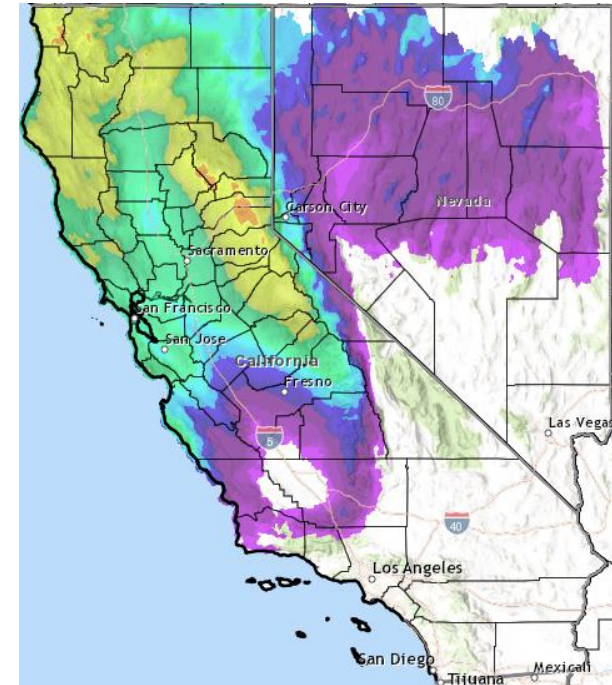 80
Nevada
Carson City
Sacramento
San Francisco
San Jose
California
Fresno
5
Las Vegas
40
Los Angeles
San Diego
Tijuana
Mexicali